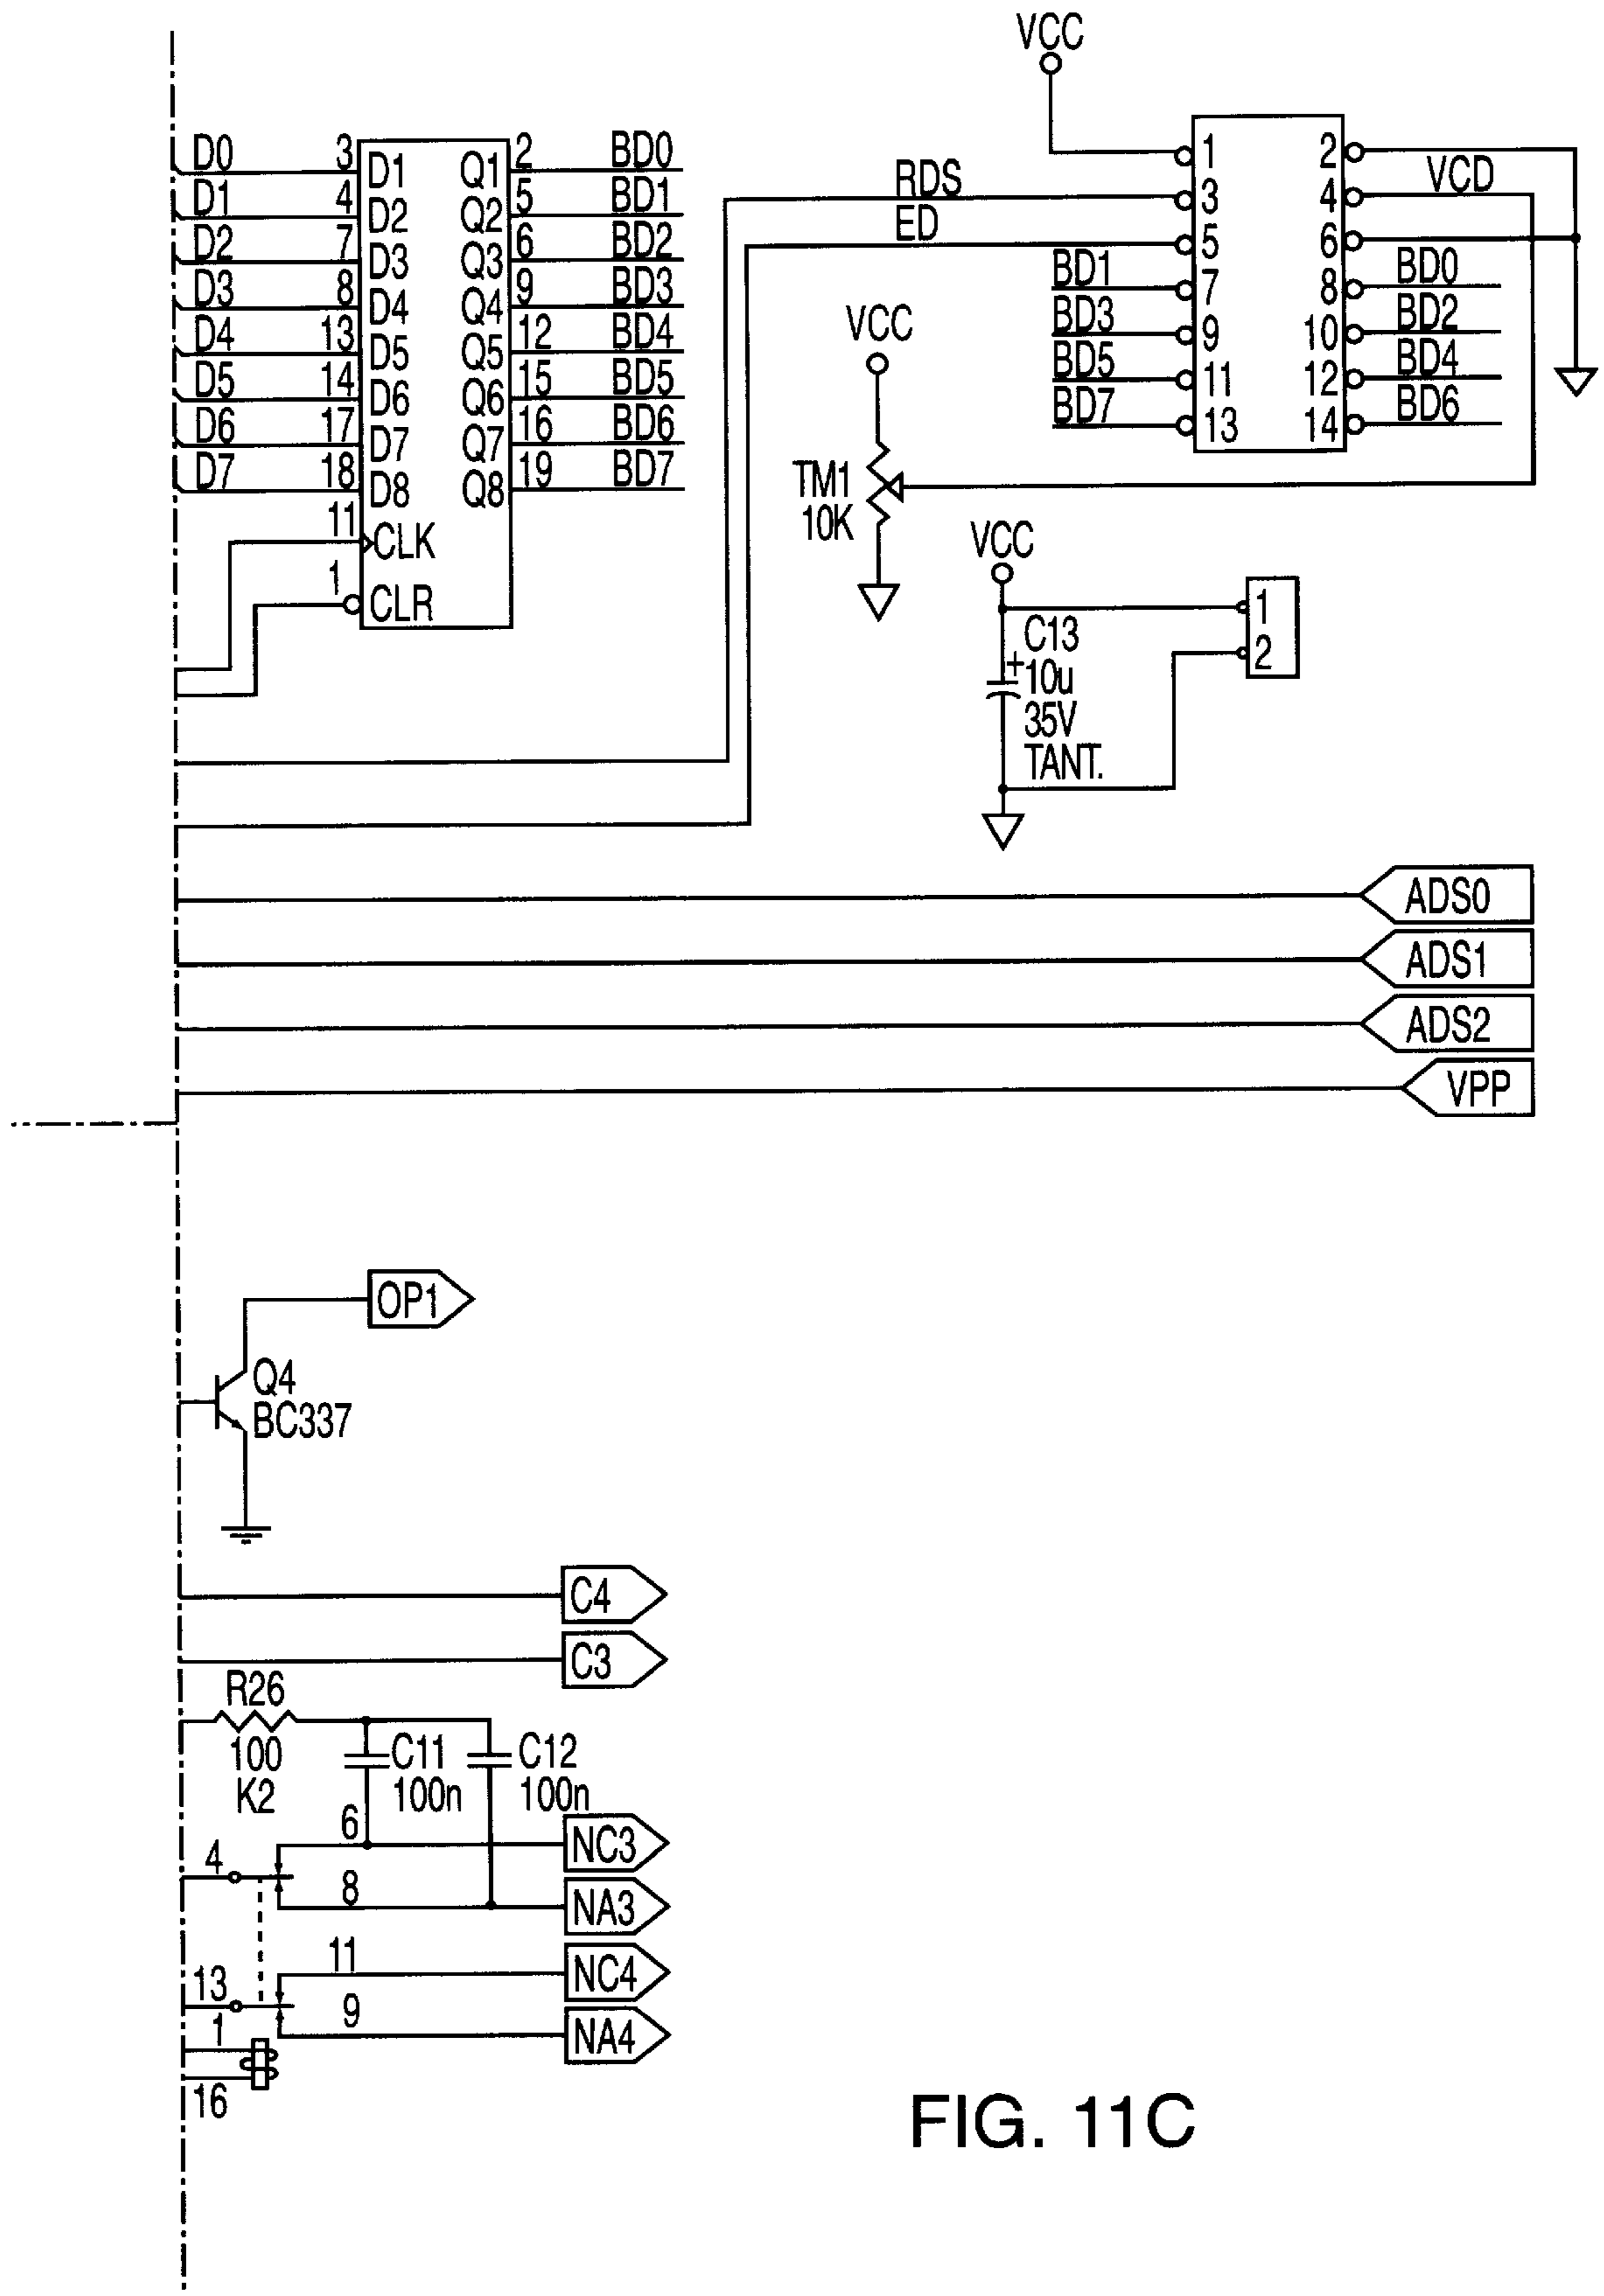 VCC
D0 3 D1 Q1 2 BD0
D1 4 D2 Q2 5 BD1
D2 7 D3 Q3 6 BD2
D3 8 D4 Q4 9 BD3
D4 13 D5 Q5 12 BD4
D5 14 D6 Q6 15 BD5
D6 17 D7 Q7 16 BD6
D7 18 D8 Q8 19 BD7
11 CLK
1 CLR
1 2
RDS 3 4 VCD
ED 5 6
BD1 7 8 BD0
BD3 9 10 BD2
BD5 11 12 BD4
BD7 13 14 BD6
VCC
TM1
10K
VCC
C13
+ 10u
35V
TANT.
1
2
ADS0
ADS1
ADS2
VPP
OP1
Q4
BC337
C4
C3
R26
100
K2
C11
100n
C12
100n
6 NC3
4
8 NA3
11 NC4
13
9 NA4
1
16
FIG. 11C